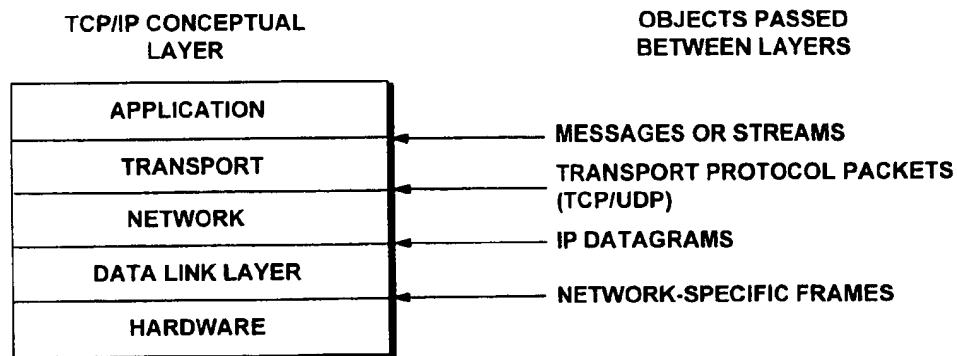 TCP/IP CONCEPTUAL
LAYER
OBJECTS PASSED
BETWEEN LAYERS
APPLICATION
MESSAGES OR STREAMS
TRANSPORT
TRANSPORT PROTOCOL PACKETS
(TCP/UDP)
NETWORK
IP DATAGRAMS
DATA LINK LAYER
NETWORK-SPECIFIC FRAMES
HARDWARE